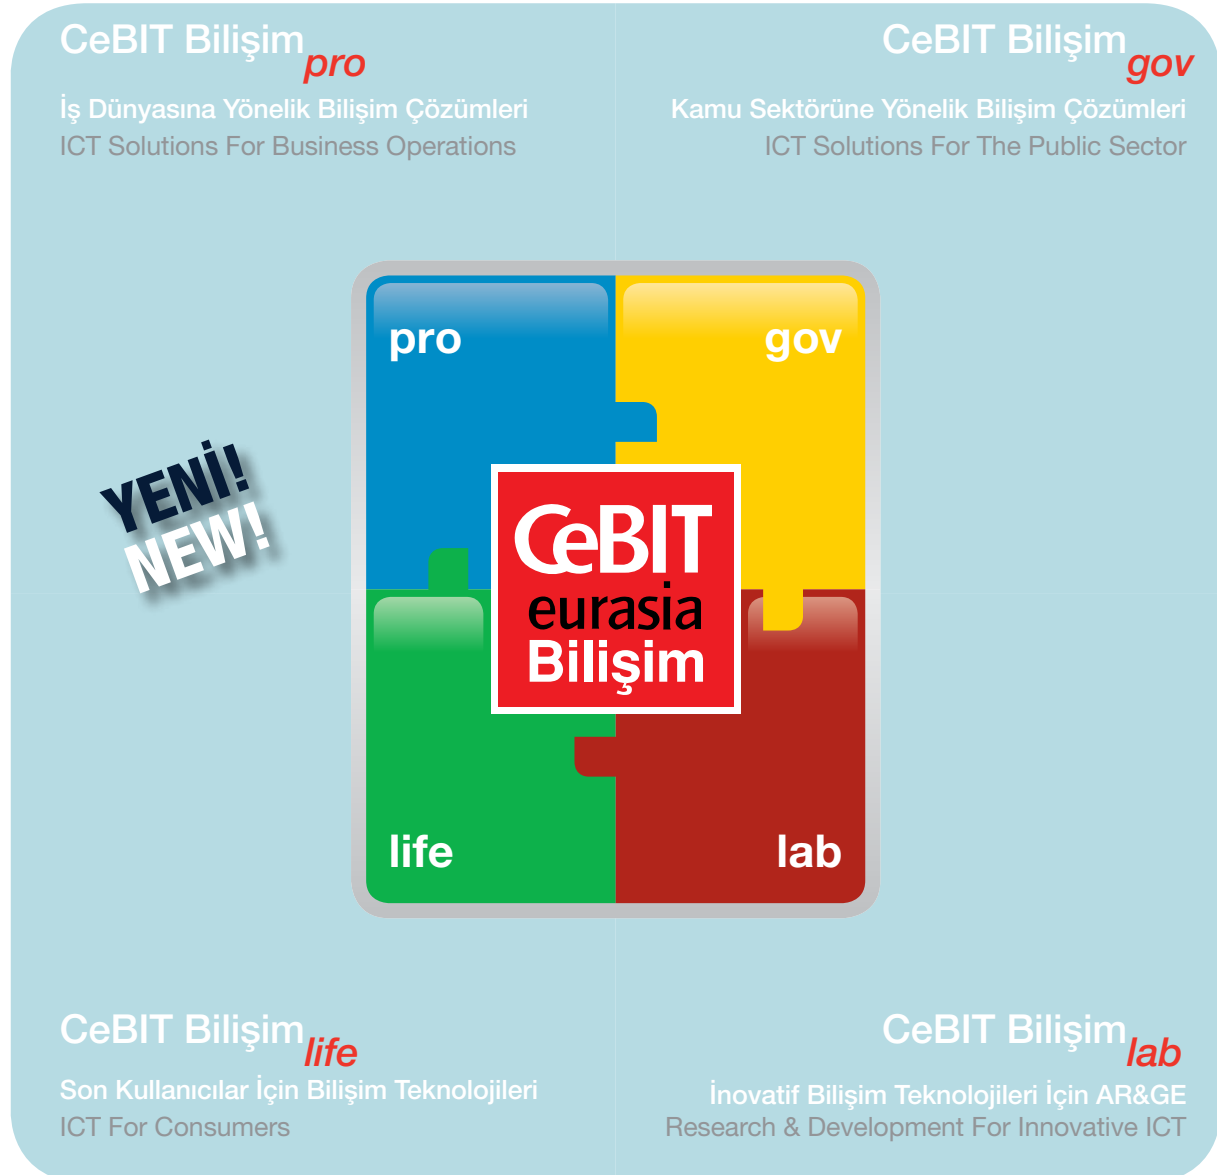 CeBIT Bilişim pro
İş Dünyasına Yönelik Bilişim Çözümleri
ICT Solutions For Business Operations
CeBIT Bilişim gov
Kamu Sektörüne Yönelik Bilişim Çözümleri
ICT Solutions For The Public Sector
pro
gov
YENİ!
NEW!
CeBIT
eurasia
Bilişim
life
lab
CeBIT Bilişim life
Son Kullanıcılar İçin Bilişim Teknolojileri
ICT For Consumers
CeBIT Bilişim lab
İnovatif Bilişim Teknolojileri İçin AR&GE
Research & Development For Innovative ICT